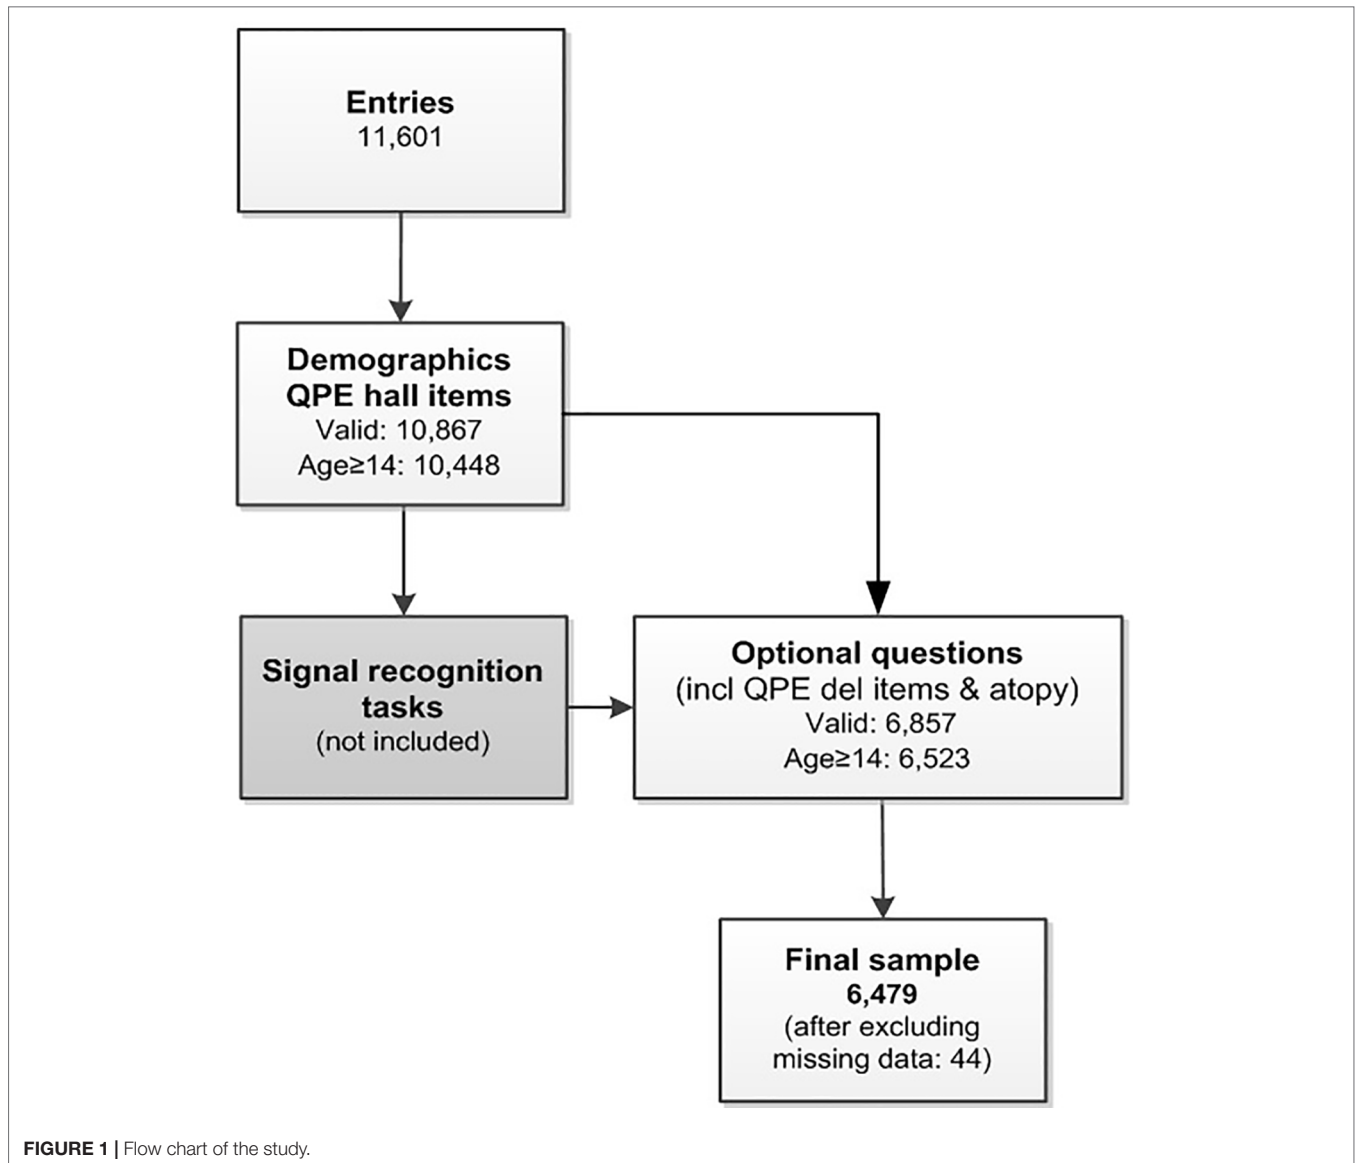 Entries
11,601
Demographics
QPE hall items
Valid: 10,867
Age≥14: 10,448
Signal recognition
tasks
(not included)
Optional questions
(incl QPE del items & atopy)
Valid: 6,857
Age≥14: 6,523
Final sample
6,479
(after excluding
missing data: 44)
FIGURE 1 | Flow chart of the study.